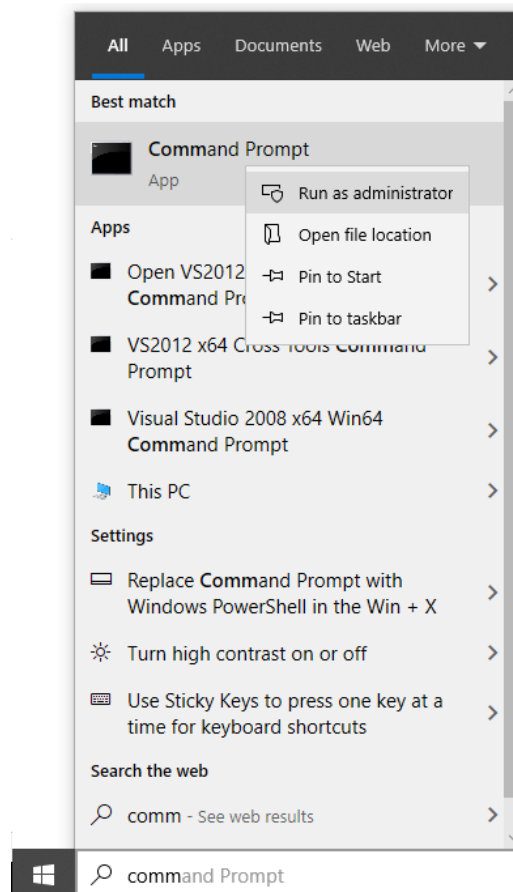 All Apps Documents Web More
Best match
Command Prompt
App
Run as administrator
Open file location
Pin to Start
Pin to taskbar
Apps
Open VS2012
Command Pro
VS2012 x64 Cross Tools Command
Prompt
Visual Studio 2008 x64 Win64
Command Prompt
This PC
Settings
Replace Command Prompt with
Windows PowerShell in the Win + X
Turn high contrast on or off
Use Sticky Keys to press one key at a
time for keyboard shortcuts
Search the web
comm - See web results
command Prompt